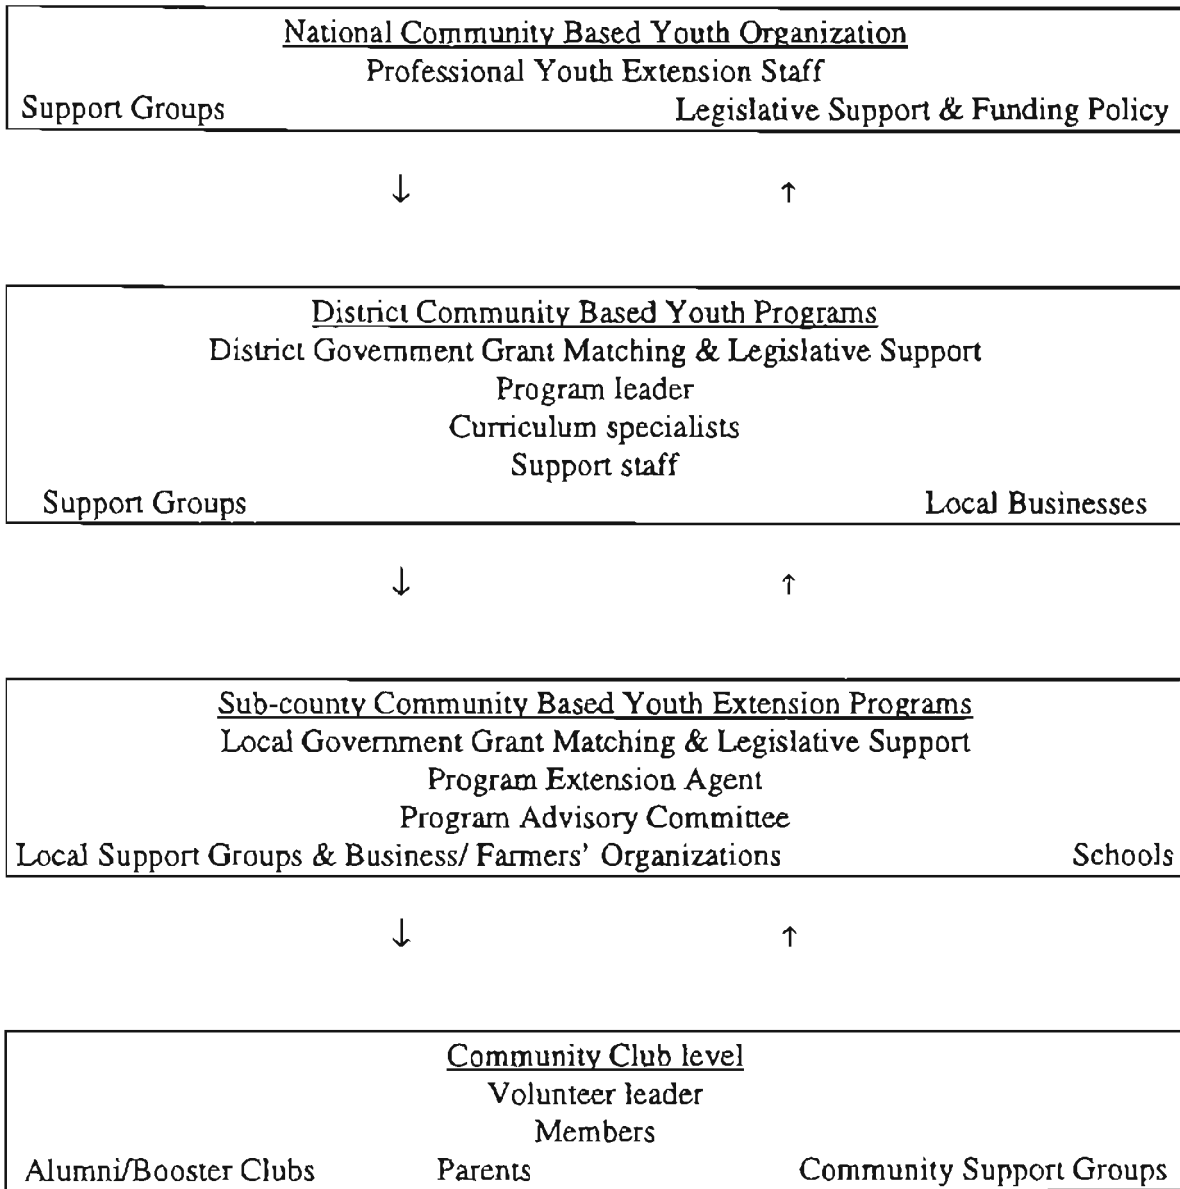 National Community Based Youth Organization
Professional Youth Extension Staff
Support Groups Legislative Support & Funding Policy
↓ ↑
District Community Based Youth Programs
District Government Grant Matching & Legislative Support
Program leader
Curriculum specialists
Support staff
Support Groups Local Businesses
↓ ↑
Sub-county Community Based Youth Extension Programs
Local Government Grant Matching & Legislative Support
Program Extension Agent
Program Advisory Committee
Local Support Groups & Business/ Farmers' Organizations Schools
↓ ↑
Community Club level
Volunteer leader
Members
Alumni/Booster Clubs Parents Community Support Groups